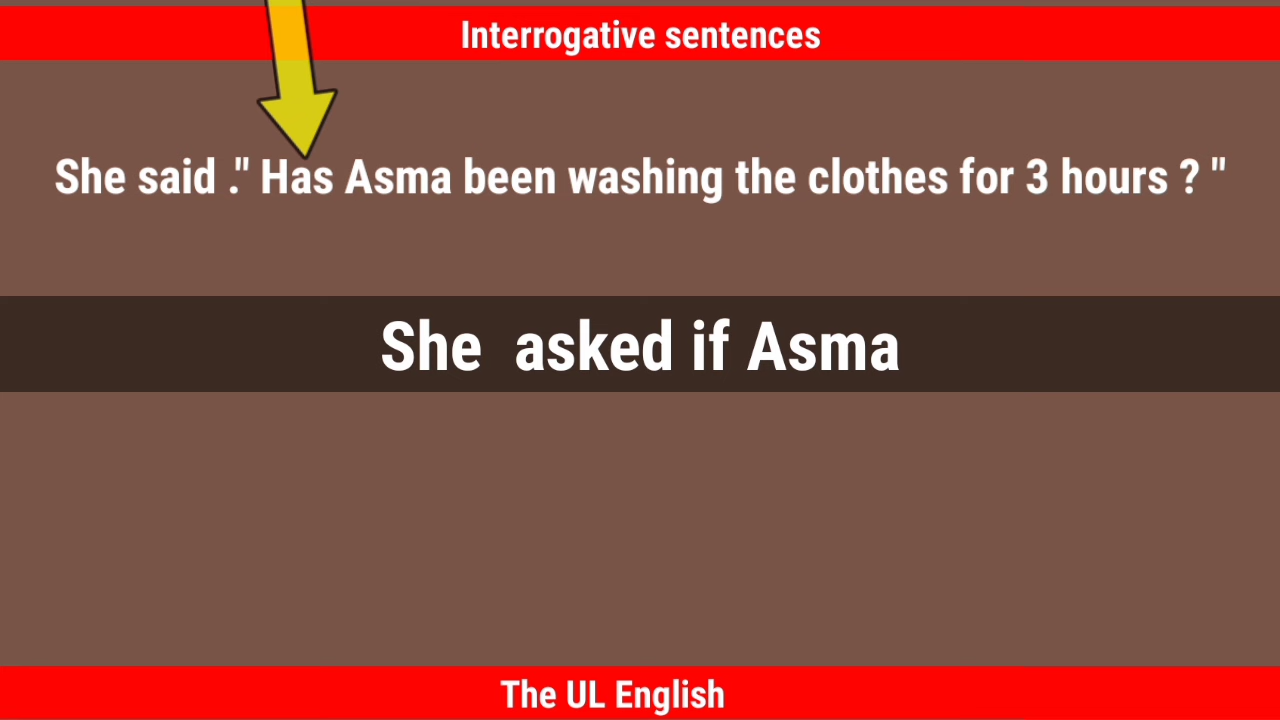 Interrogative sentences
She said ." Has Asma been washing the clothes for 3 hours ? "
She  asked if Asma
The UL English